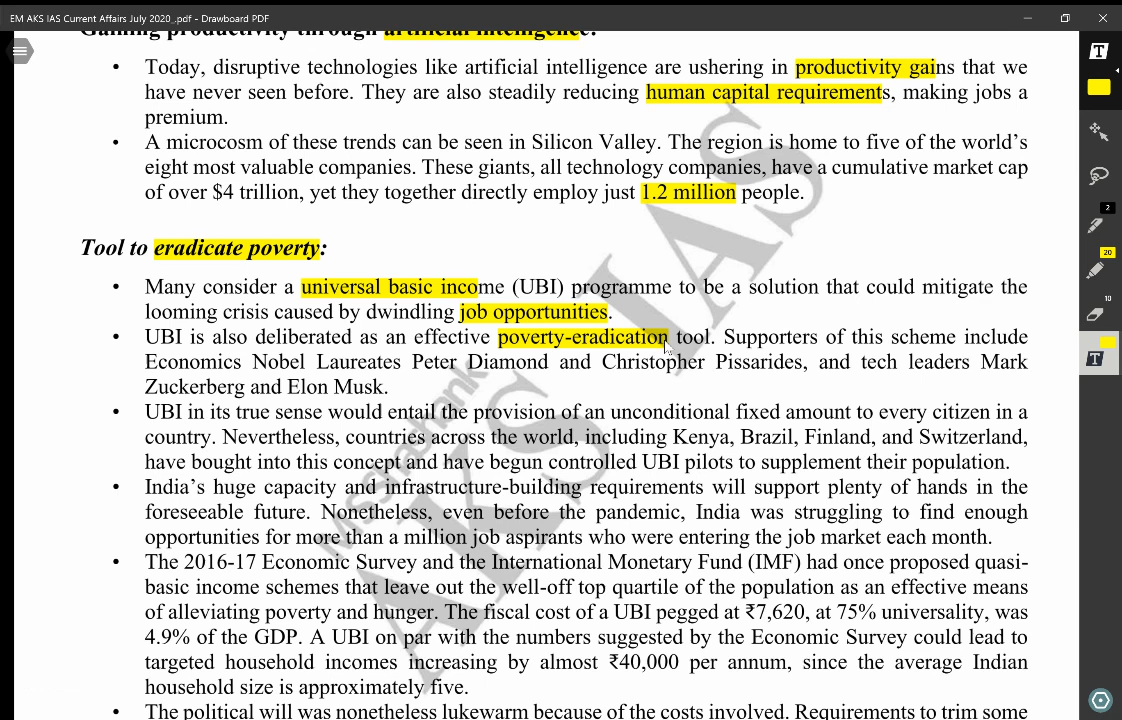 EM AKS IAS Current Affairs July 2020_.pdf - Drawboard PDF
Gaining productivity through artificial intelligence:
• Today, disruptive technologies like artificial intelligence are ushering in productivity gains that we
have never seen before. They are also steadily reducing human capital requirements, making jobs a
premium.
• A microcosm of these trends can be seen in Silicon Valley. The region is home to five of the world’s
eight most valuable companies. These giants, all technology companies, have a cumulative market cap
of over $4 trillion, yet they together directly employ just 1.2 million people.
Tool to eradicate poverty:
• Many consider a universal basic income (UBI) programme to be a solution that could mitigate the
looming crisis caused by dwindling job opportunities.
• UBI is also deliberated as an effective poverty-eradication tool. Supporters of this scheme include
Economics Nobel Laureates Peter Diamond and Christopher Pissarides, and tech leaders Mark
Zuckerberg and Elon Musk.
• UBI in its true sense would entail the provision of an unconditional fixed amount to every citizen in a
country. Nevertheless, countries across the world, including Kenya, Brazil, Finland, and Switzerland,
have bought into this concept and have begun controlled UBI pilots to supplement their population.
• India’s huge capacity and infrastructure-building requirements will support plenty of hands in the
foreseeable future. Nonetheless, even before the pandemic, India was struggling to find enough
opportunities for more than a million job aspirants who were entering the job market each month.
• The 2016-17 Economic Survey and the International Monetary Fund (IMF) had once proposed quasi-
basic income schemes that leave out the well-off top quartile of the population as an effective means
of alleviating poverty and hunger. The fiscal cost of a UBI pegged at ₹7,620, at 75% universality, was
4.9% of the GDP. A UBI on par with the numbers suggested by the Economic Survey could lead to
targeted household incomes increasing by almost ₹40,000 per annum, since the average Indian
household size is approximately five.
• The political will was nonetheless lukewarm because of the costs involved. Requirements to trim some
AKS IAS
T
2
20
10
T